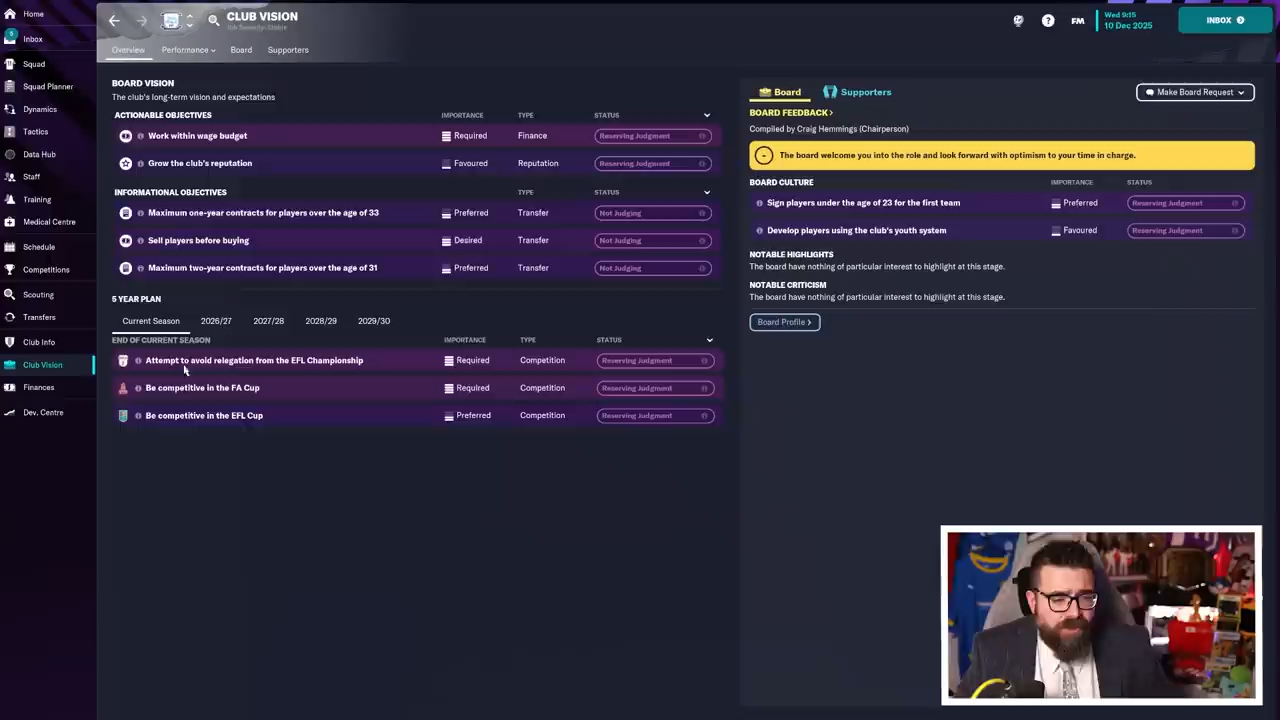 Home
CLUB VISION
Job Security: Stable
Wed 9:15
10 Dec 2025
FM
INBOX
5
Inbox
Squad
Squad Planner
Dynamics
Tactics
Data Hub
Staff
Training
Medical Centre
Schedule
Competitions
Scouting
Transfers
Club Info
Club Vision
Finances
Dev. Centre
Overview Performance Board Supporters
BOARD VISION
The club's long-term vision and expectations
ACTIONABLE OBJECTIVES IMPORTANCE TYPE STATUS
Work within wage budget Required Finance Reserving Judgment
Grow the club's reputation Favoured Reputation Reserving Judgment
INFORMATIONAL OBJECTIVES TYPE STATUS
Maximum one-year contracts for players over the age of 33 Preferred Transfer Not Judging
Sell players before buying Desired Transfer Not Judging
Maximum two-year contracts for players over the age of 31 Preferred Transfer Not Judging
5 YEAR PLAN
Current Season 2026/27 2027/28 2028/29 2029/30
END OF CURRENT SEASON IMPORTANCE TYPE STATUS
Attempt to avoid relegation from the EFL Championship Required Competition Reserving Judgment
Be competitive in the FA Cup Required Competition Reserving Judgment
Be competitive in the EFL Cup Preferred Competition Reserving Judgment
Board Supporters Make Board Request
BOARD FEEDBACK >
Compiled by Craig Hemmings (Chairperson)
The board welcome you into the role and look forward with optimism to your time in charge.
BOARD CULTURE IMPORTANCE STATUS
Sign players under the age of 23 for the first team Preferred Reserving Judgment
Develop players using the club's youth system Favoured Reserving Judgment
NOTABLE HIGHLIGHTS
The board have nothing of particular interest to highlight at this stage.
NOTABLE CRITICISM
The board have nothing of particular interest to highlight at this stage.
Board Profile >